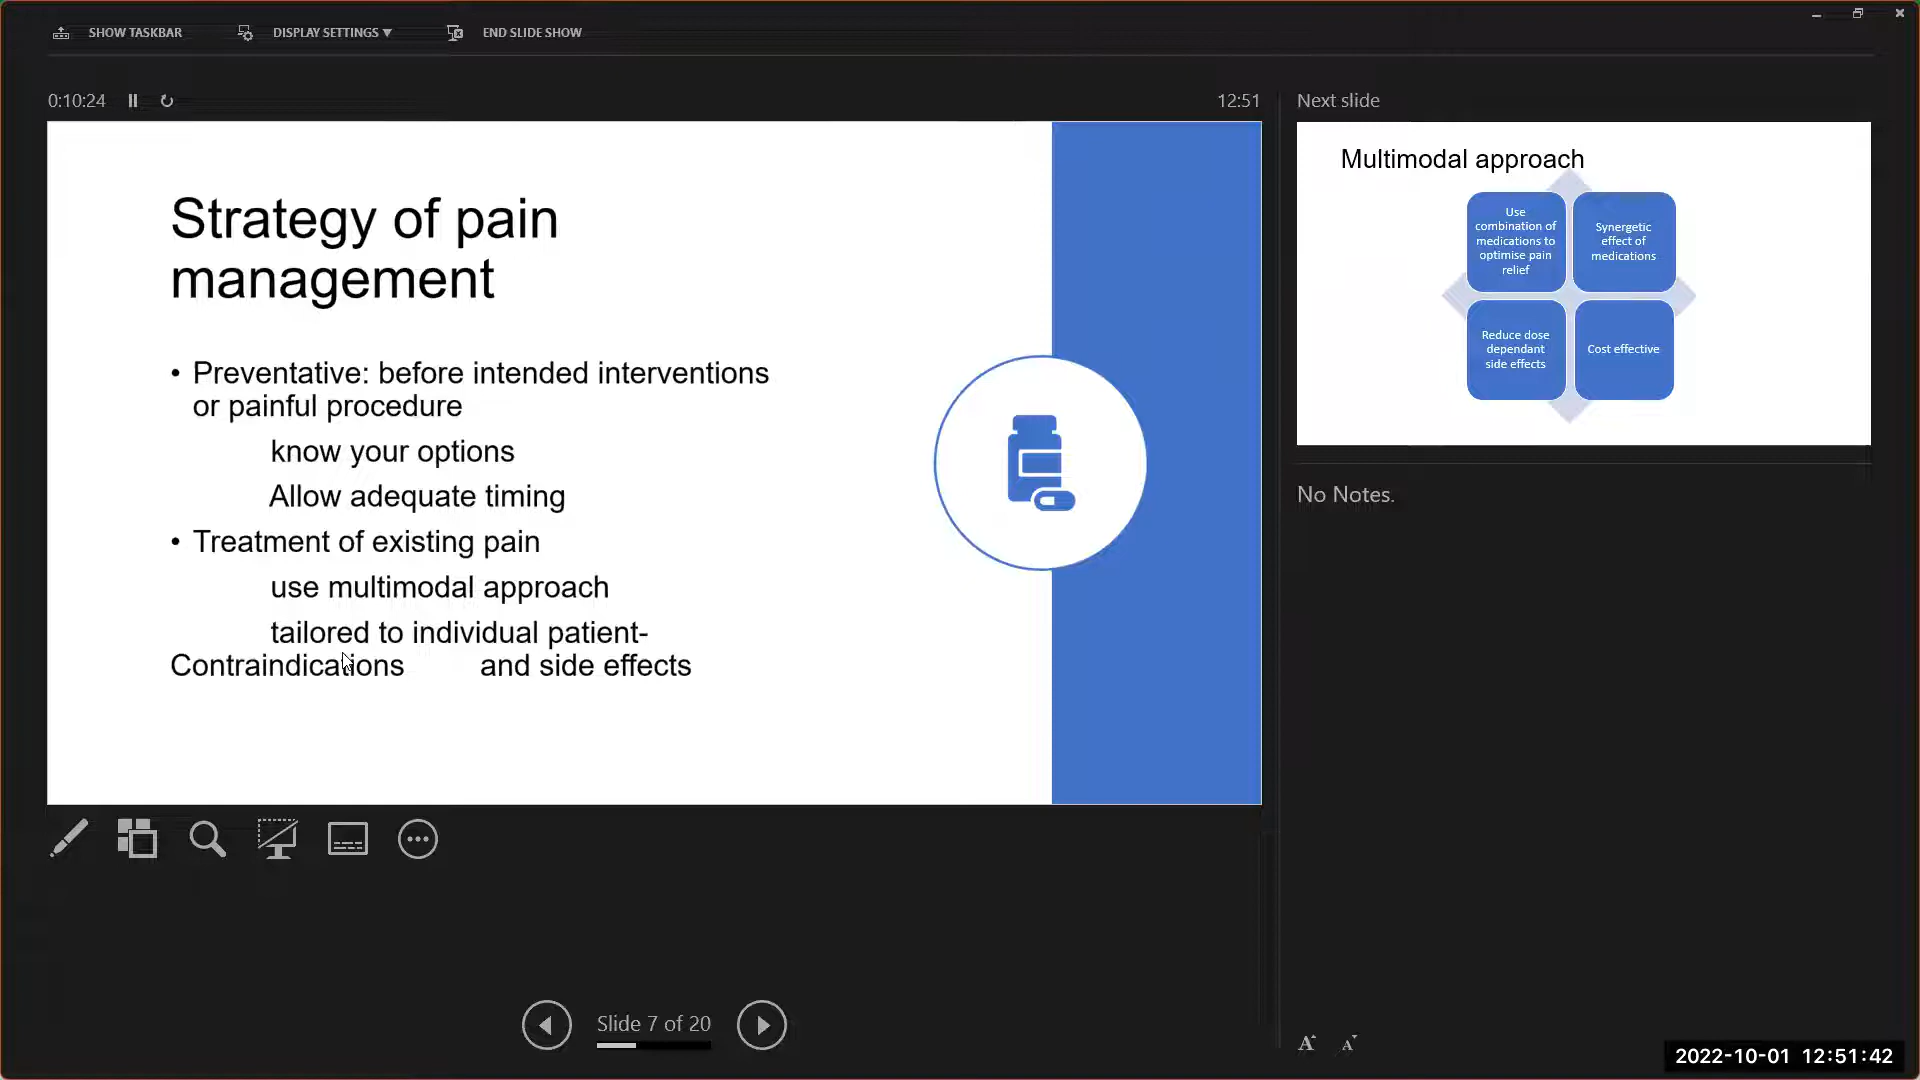 SHOW TASKBAR
DISPLAY SETTINGS ▼
END SLIDE SHOW
0:10:24
12:51
Next slide
Strategy of pain
management
• Preventative: before intended interventions
or painful procedure
know your options
Allow adequate timing
• Treatment of existing pain
use multimodal approach
tailored to individual patient-
Contraindications and side effects
Multimodal approach
Use
combination of
medications to
optimise pain
relief
Synergetic
effect of
medications
Reduce dose
dependant
side effects
Cost effective
No Notes.
Slide 7 of 20
A A
2022-10-01 12:51:42